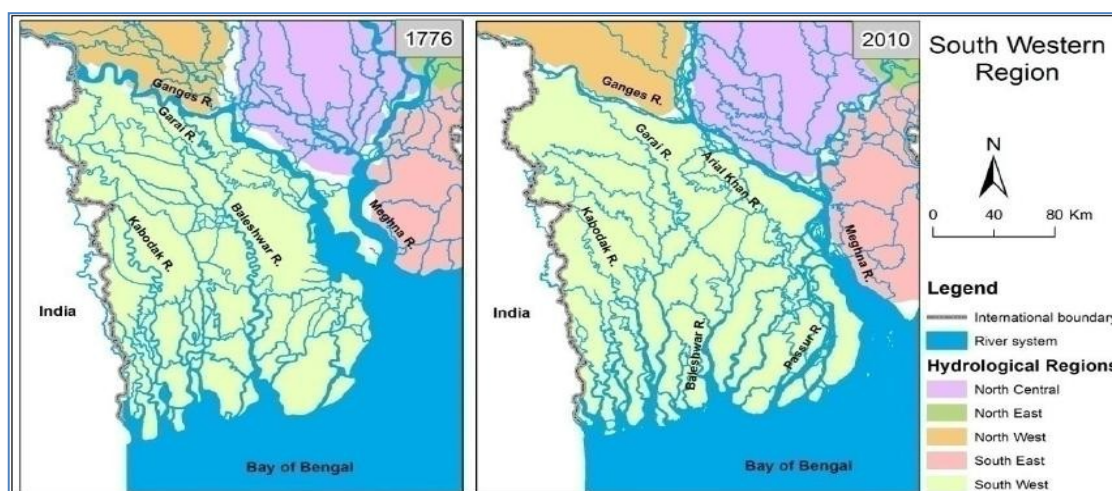 1776
Ganges R.
Garai R.
Kabodak R.
Baleshwar R.
Meghna R.
India
Bay of Bengal
2010
Ganges R.
Garai R.
Arial Khan R.
Kabodak R.
Baleshwar R.
Passur R.
Meghna R.
India
Bay of Bengal
South Western
Region
N
0 40 80 Km
Legend
International boundary
River system
Hydrological Regions
North Central
North East
North West
South East
South West